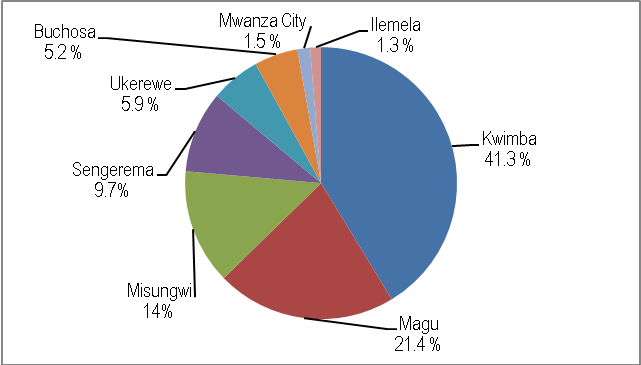 Mwanza City
1.5 %
Ilemela
1.3 %
Buchosa
5.2 %
Ukerewe
5.9 %
Kwimba
41.3 %
Sengerema
9.7%
Misungwi
14%
Magu
21.4 %